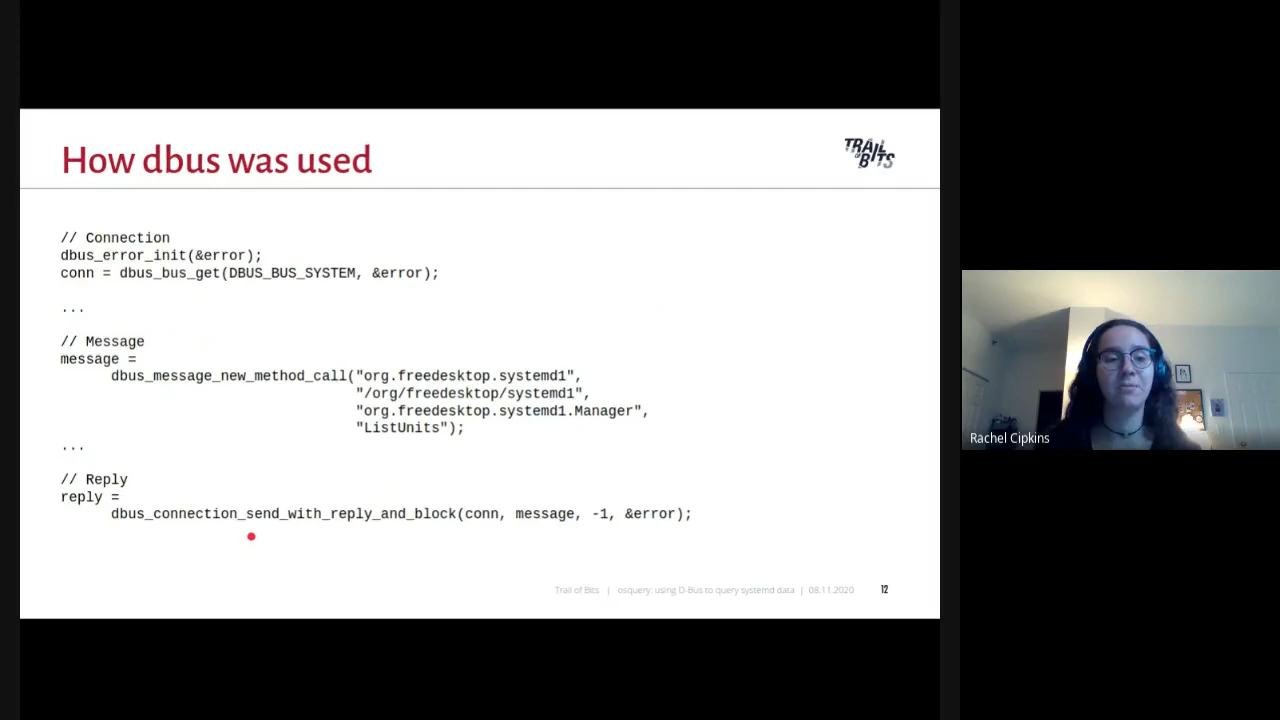 How dbus was used
TRAIL
OF
BITS
// Connection
dbus_error_init(&error);
conn = dbus_bus_get(DBUS_BUS_SYSTEM, &error);
...
// Message
message =
dbus_message_new_method_call("org.freedesktop.systemd1",
"/org/freedesktop/systemd1",
"org.freedesktop.systemd1.Manager",
"ListUnits");
...
// Reply
reply =
dbus_connection_send_with_reply_and_block(conn, message, -1, &error);
Trail of Bits | osquery: using D-Bus to query systemd data | 08.11.2020 12
Rachel Cipkins